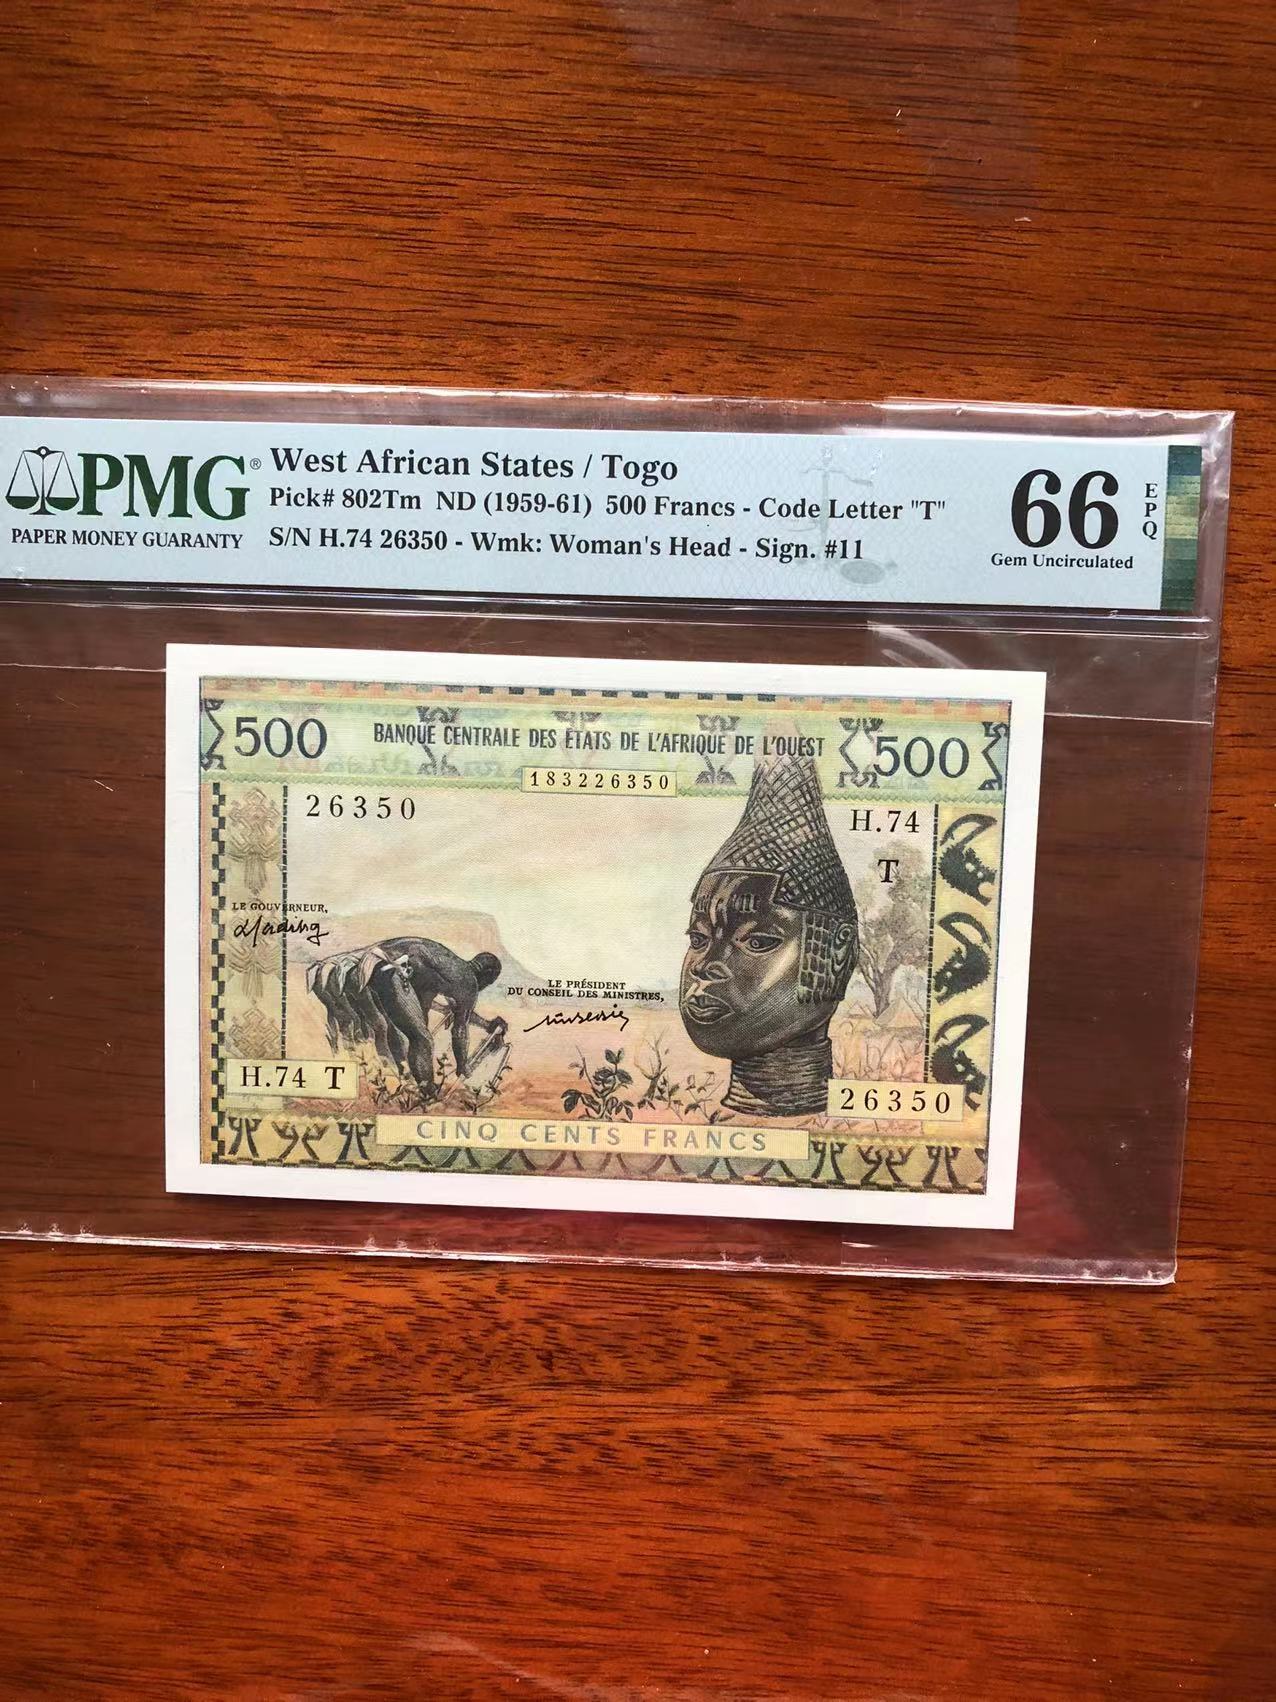 PMG®
PAPER MONEY GUARANTY
West African States / Togo
Pick# 802Tm ND (1959-61) 500 Francs - Code Letter "T"
S/N H.74 26350 - Wmk: Woman's Head - Sign. #11
66
EPQ
Gem Uncirculated
500
BANQUE CENTRALE DES ETATS DE L'AFRIQUE DE L'OUEST
500
183226350
26350
H.74
T
LE GOUVERNEUR,
LE PRÉSIDENT
DU CONSEIL DES MINISTRES,
H.74 T
26350
CINQ CENTS FRANCS